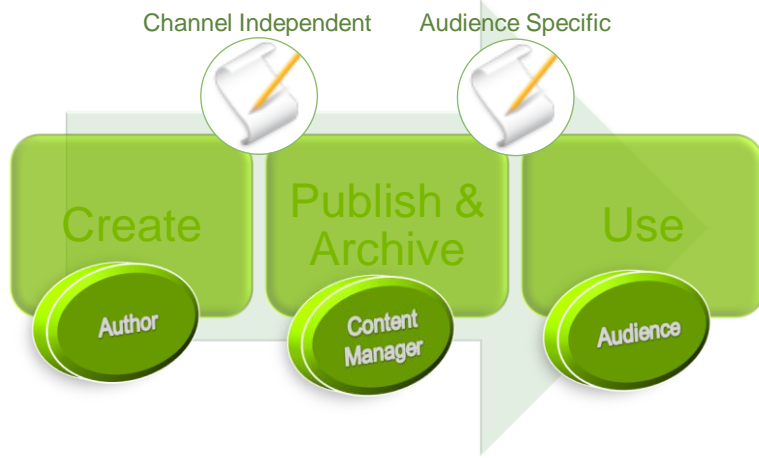 Channel Independent
Audience Specific
Create
Publish &
Archive
Use
Author
Content
Manager
Audience